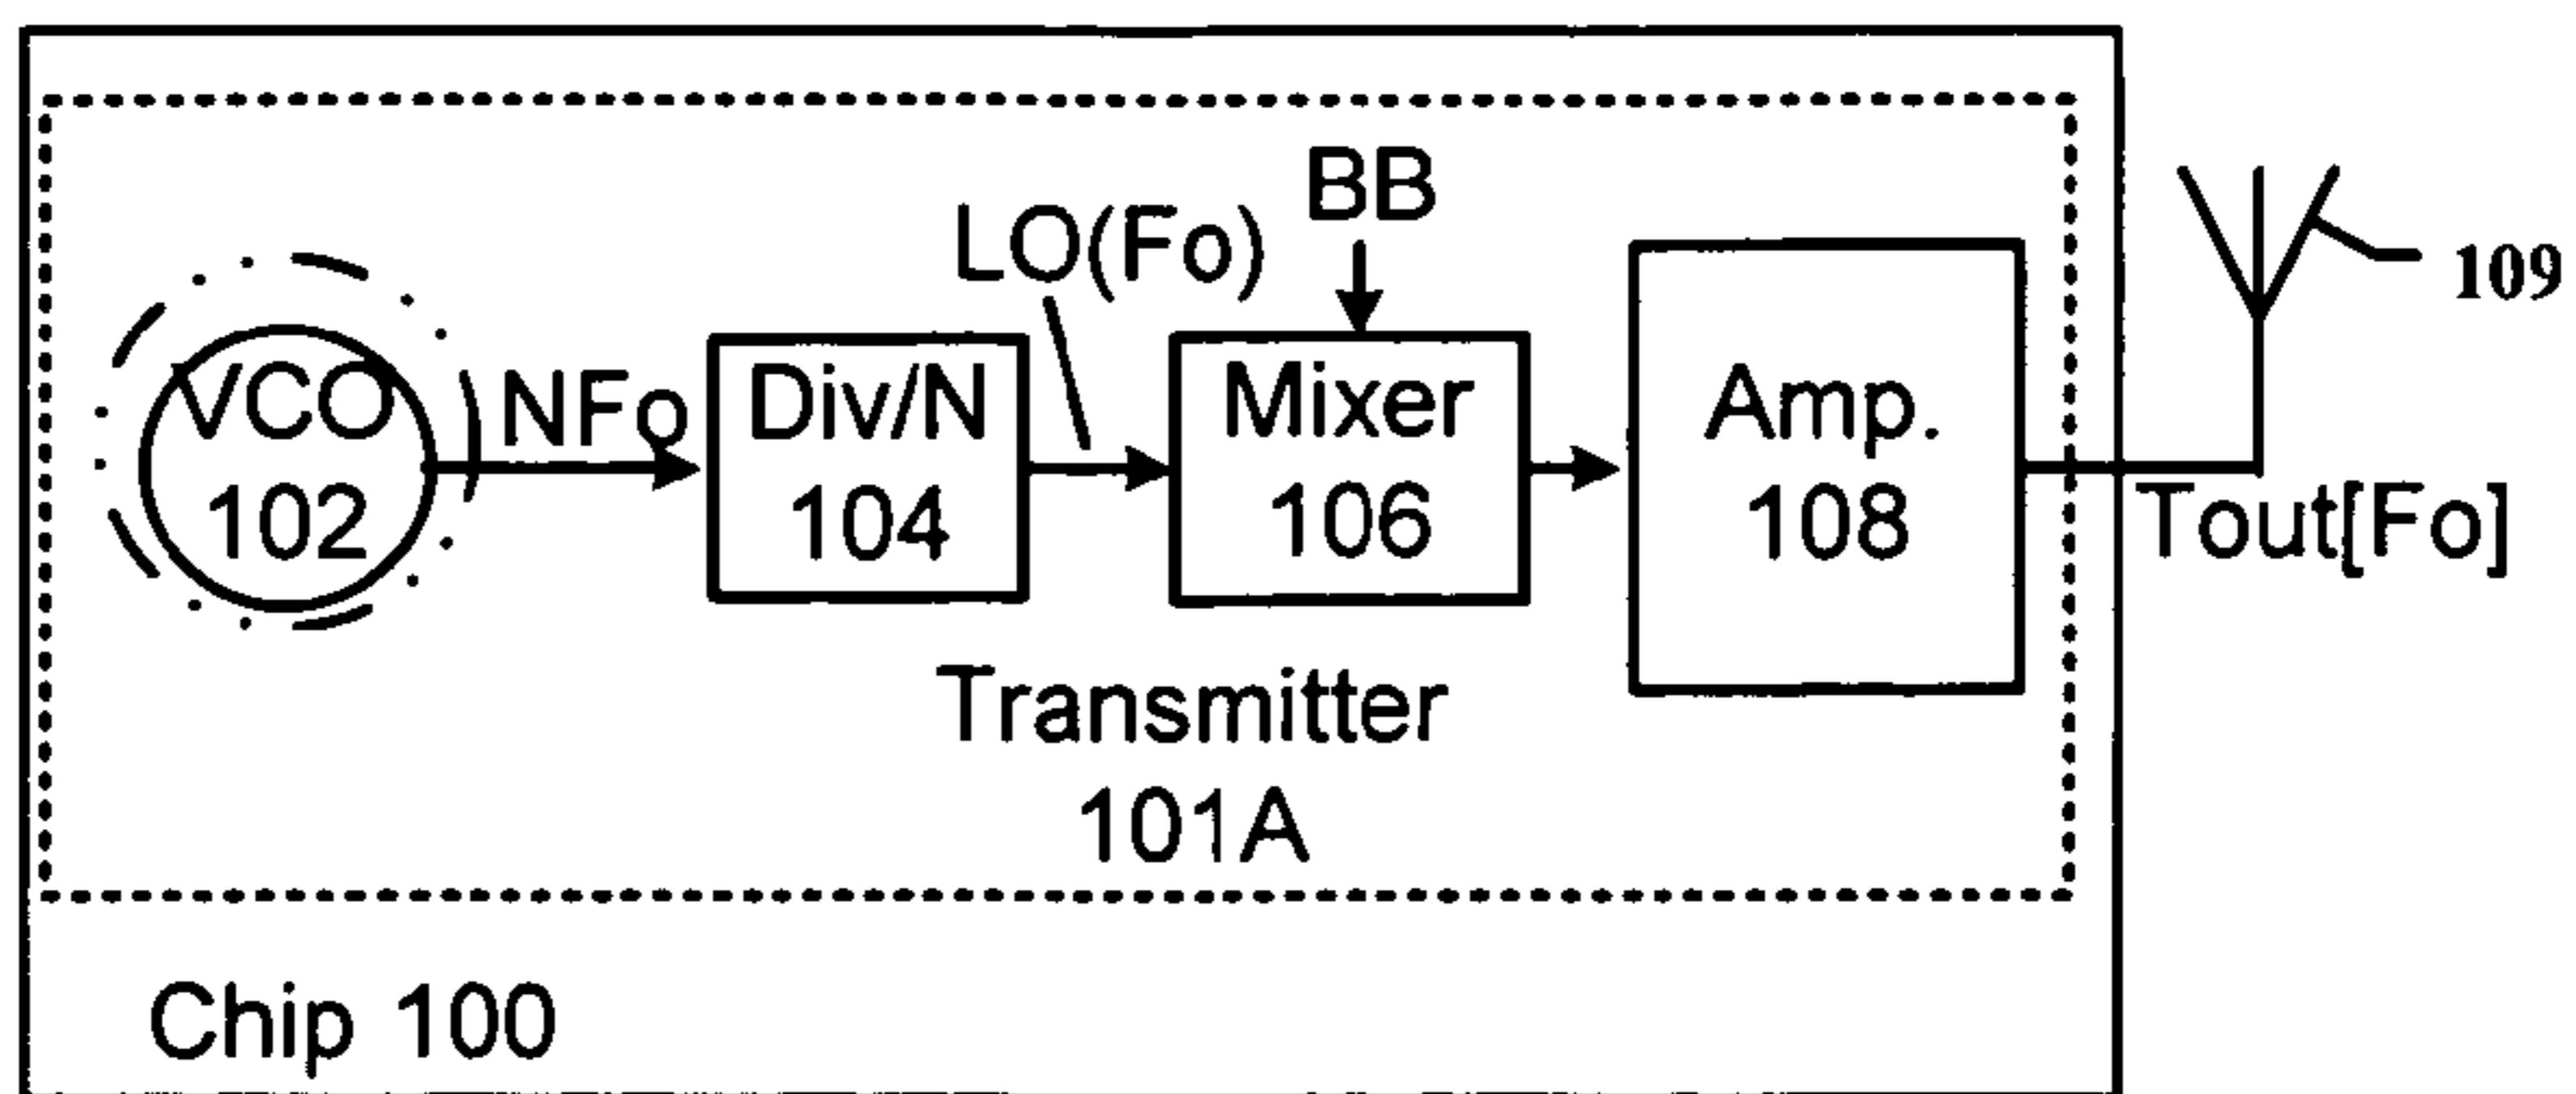 BB
LO(Fo)
109
VCO
102
NFo
Div/N
104
Mixer
106
Amp.
108
Tout[Fo]
Transmitter
101A
Chip 100